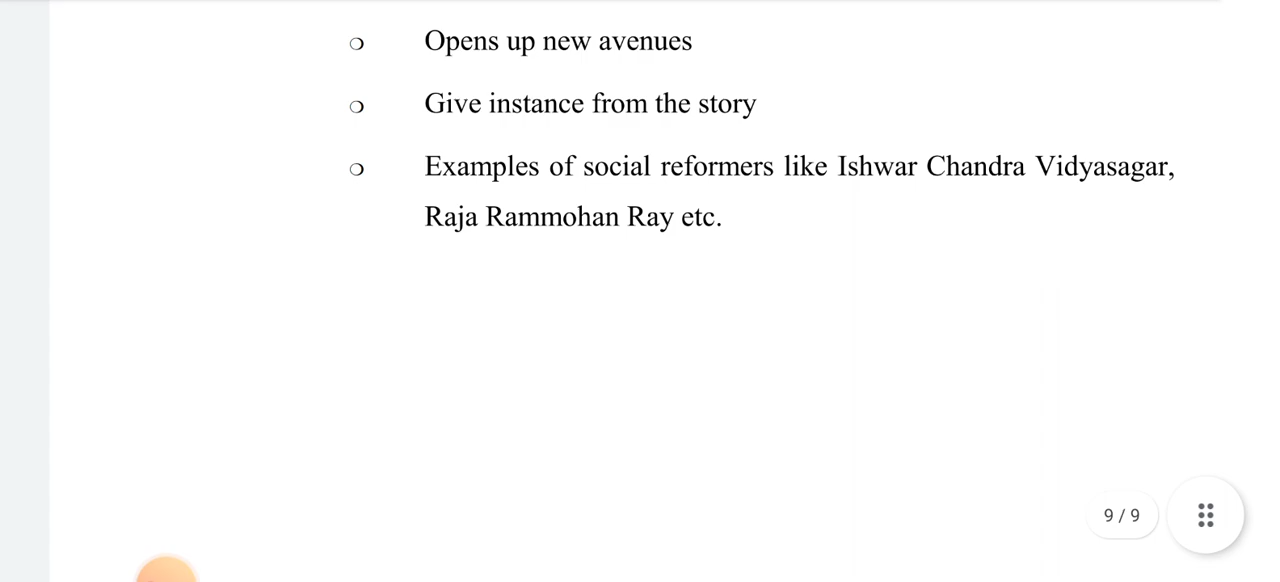 ❍ Opens up new avenues
❍ Give instance from the story
❍ Examples of social reformers like Ishwar Chandra Vidyasagar,
Raja Rammohan Ray etc.
9 / 9